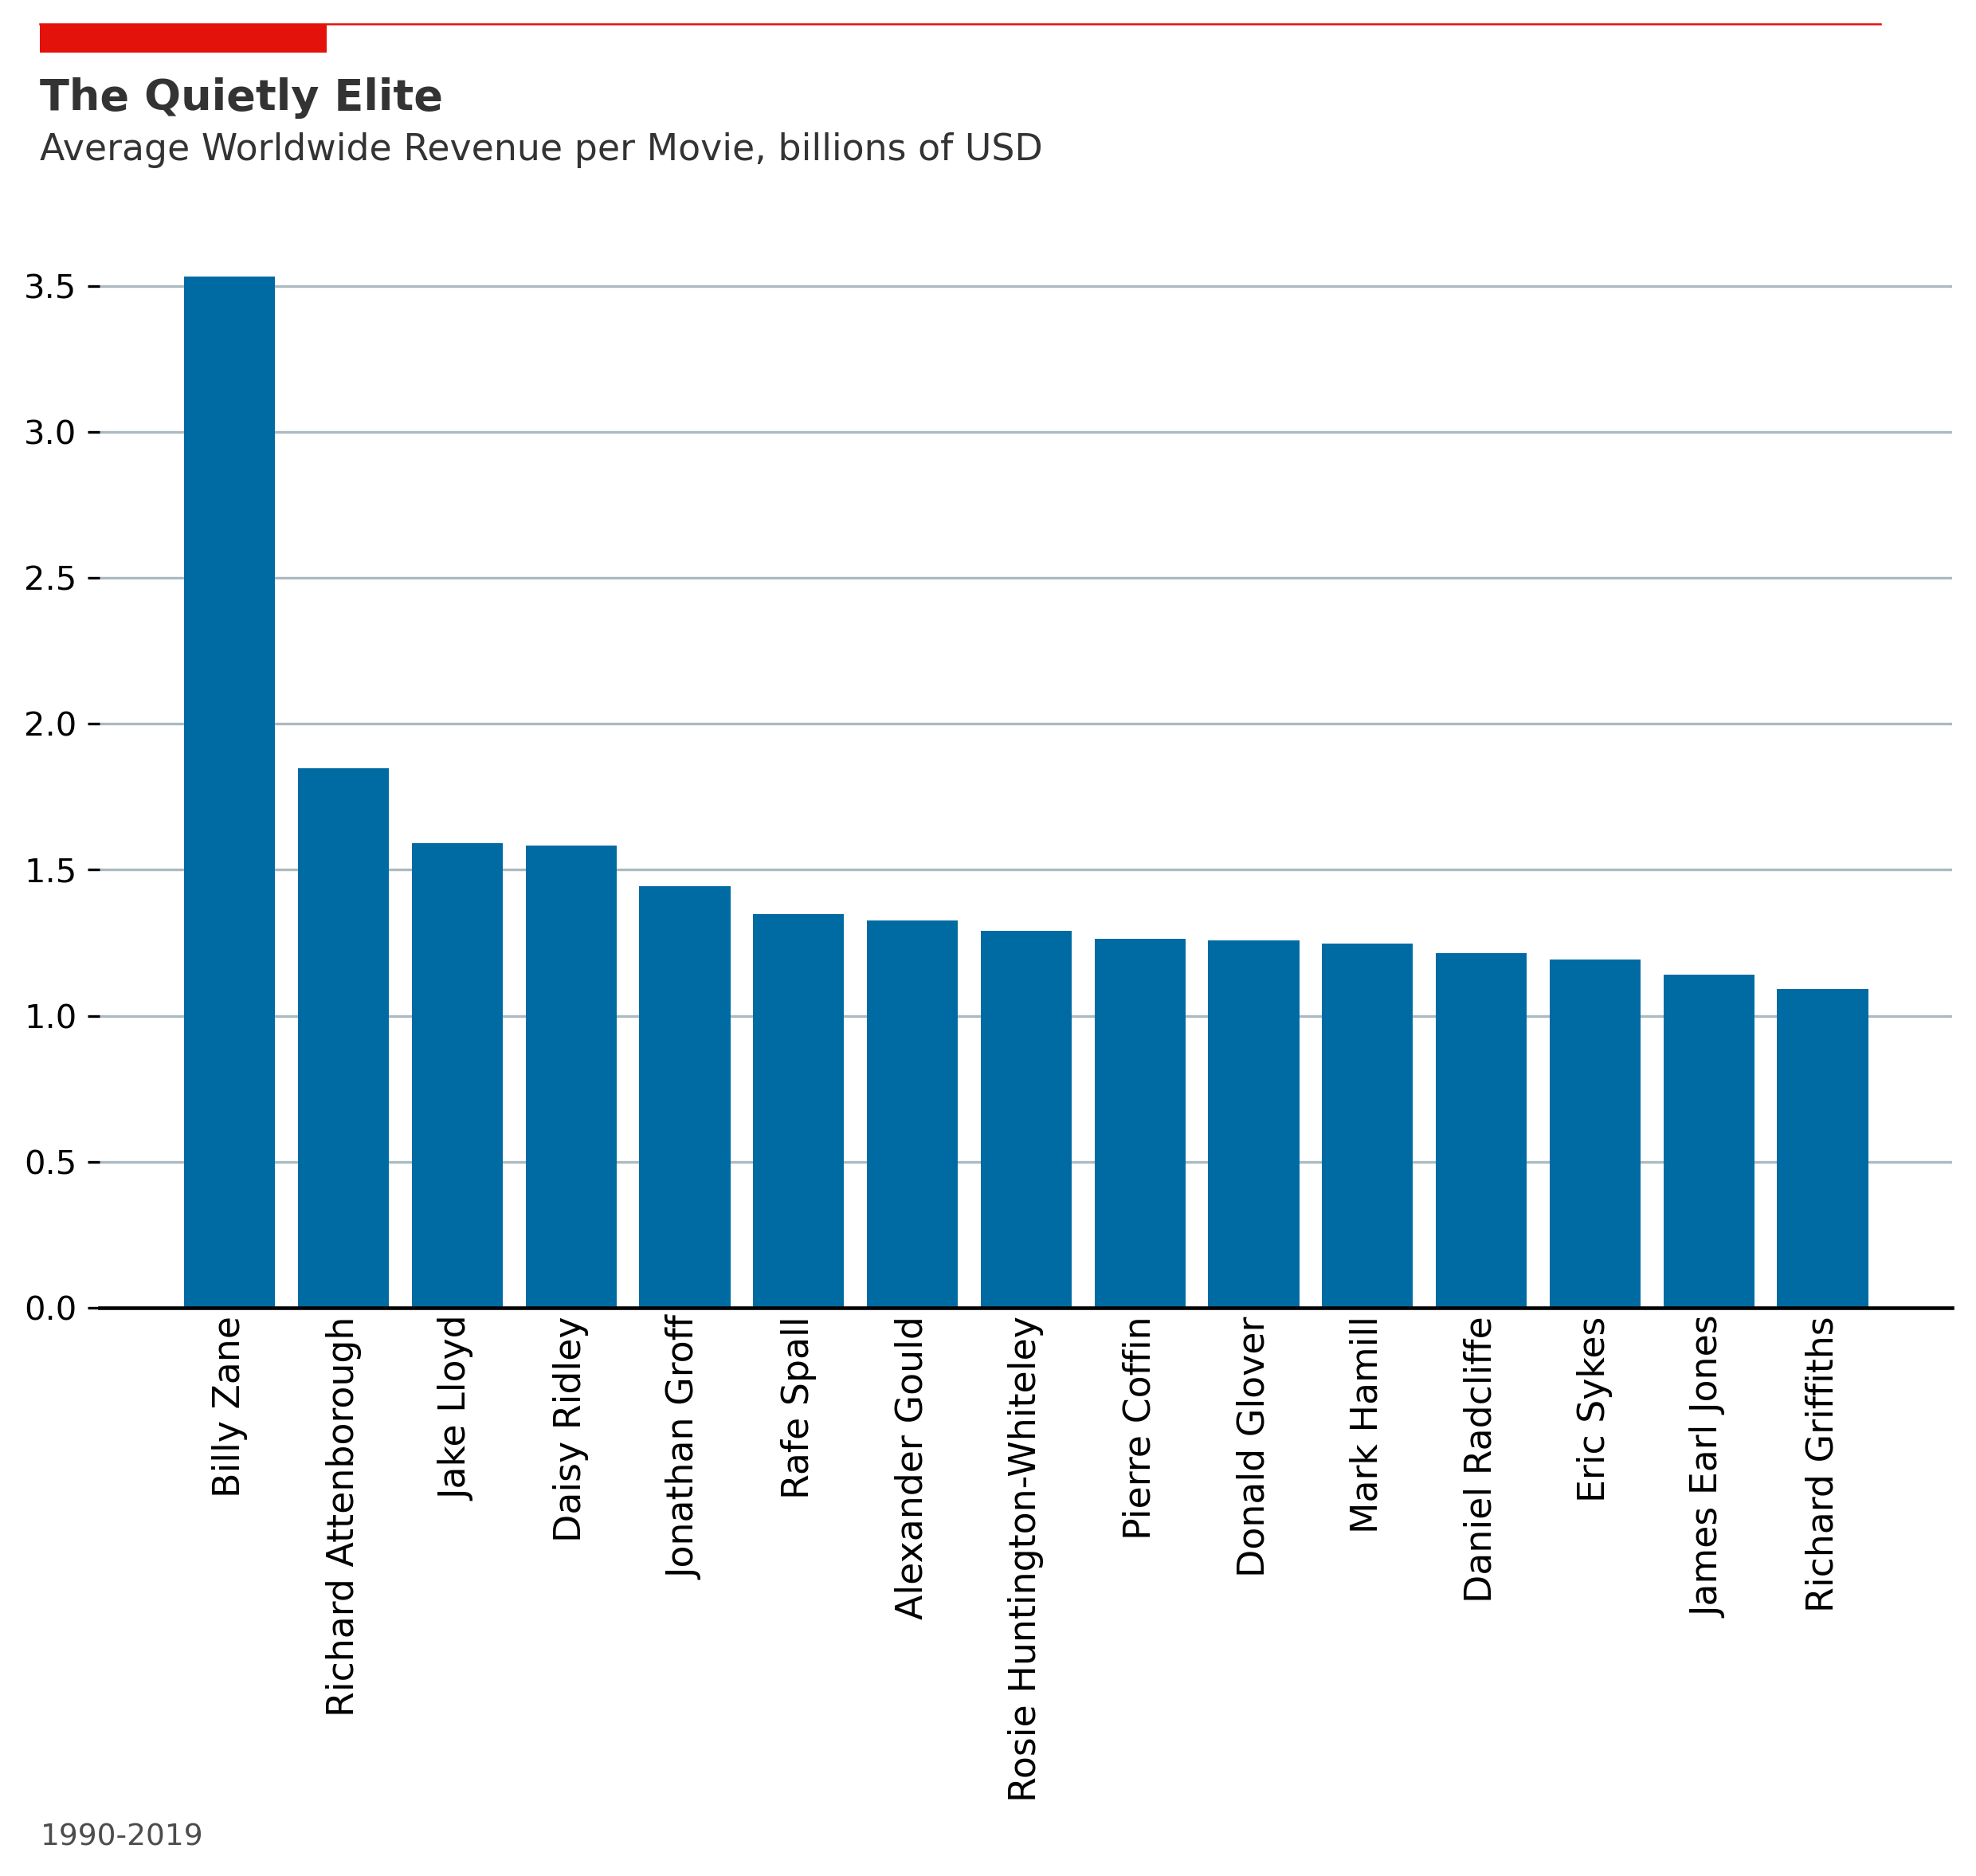 The Quietly Elite
Average Worldwide Revenue per Movie, billions of USD
3.5
3.0
2.5
2.0
1.5
1.0
0.5
0.0
Billy Zane
Richard Attenborough
Jake Lloyd
Daisy Ridley
Jonathan Groff
Rafe Spall
Alexander Gould
Rosie Huntington-Whiteley
Pierre Coffin
Donald Glover
Mark Hamill
Daniel Radcliffe
Eric Sykes
James Earl Jones
Richard Griffiths
1990-2019